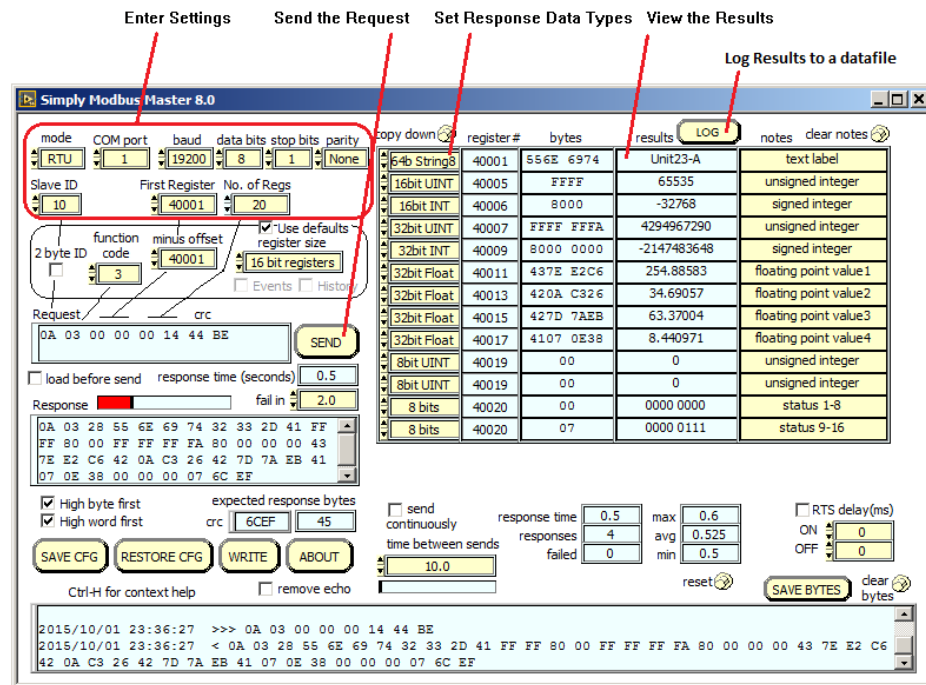 Enter Settings Send the Request Set Response Data Types View the Results
Log Results to a datafile
Simply Modbus Master 8.0
mode COM port baud data bits stop bits parity
RTU 1 19200 8 1 None
Slave ID First Register No. of Regs
10 40001 20
Use defaults
2 byte ID function code minus offset register size
3 40001 16 bit registers
Events History
Request crc
0A 03 00 00 00 14 44 BE
SEND
load before send response time (seconds) 0.5
Response fail in 2.0
0A 03 28 55 6E 69 74 32 33 2D 41 FF
FF 80 00 FF FF FF FA 80 00 00 00 43
7E E2 C6 42 0A C3 26 42 7D 7A EB 41
07 0E 38 00 00 00 07 6C EF
High byte first expected response bytes
High word first crc 6CEF 45
SAVE CFG RESTORE CFG WRITE ABOUT
Ctrl-H for context help remove echo
copy down register# bytes results LOG notes clear notes
64b String8 40001 556E 6974 Unit23-A text label
16bit UINT 40005 FFFF 65535 unsigned integer
16bit INT 40006 8000 -32768 signed integer
32bit UINT 40007 FFFF FFFA 4294967290 unsigned integer
32bit INT 40009 8000 0000 -2147483648 signed integer
32bit Float 40011 437E E2C6 254.88583 floating point value1
32bit Float 40013 420A C326 34.69057 floating point value2
32bit Float 40015 427D 7AEB 63.37004 floating point value3
32bit Float 40017 4107 0E38 8.440971 floating point value4
8bit UINT 40019 00 0 unsigned integer
8bit UINT 40019 00 0 unsigned integer
8 bits 40020 00 0000 0000 status 1-8
8 bits 40020 07 0000 0111 status 9-16
send continuously
time between sends
10.0
response time 0.5 max 0.6
responses 4 avg 0.525
failed 0 min 0.5
reset
RTS delay(ms)
ON 0
OFF 0
SAVE BYTES clear bytes
2015/10/01 23:36:27 >>> 0A 03 00 00 00 14 44 BE
2015/10/01 23:36:27 < 0A 03 28 55 6E 69 74 32 33 2D 41 FF FF 80 00 FF FF FF FA 80 00 00 00 43 7E E2 C6
42 0A C3 26 42 7D 7A EB 41 07 0E 38 00 00 00 07 6C EF